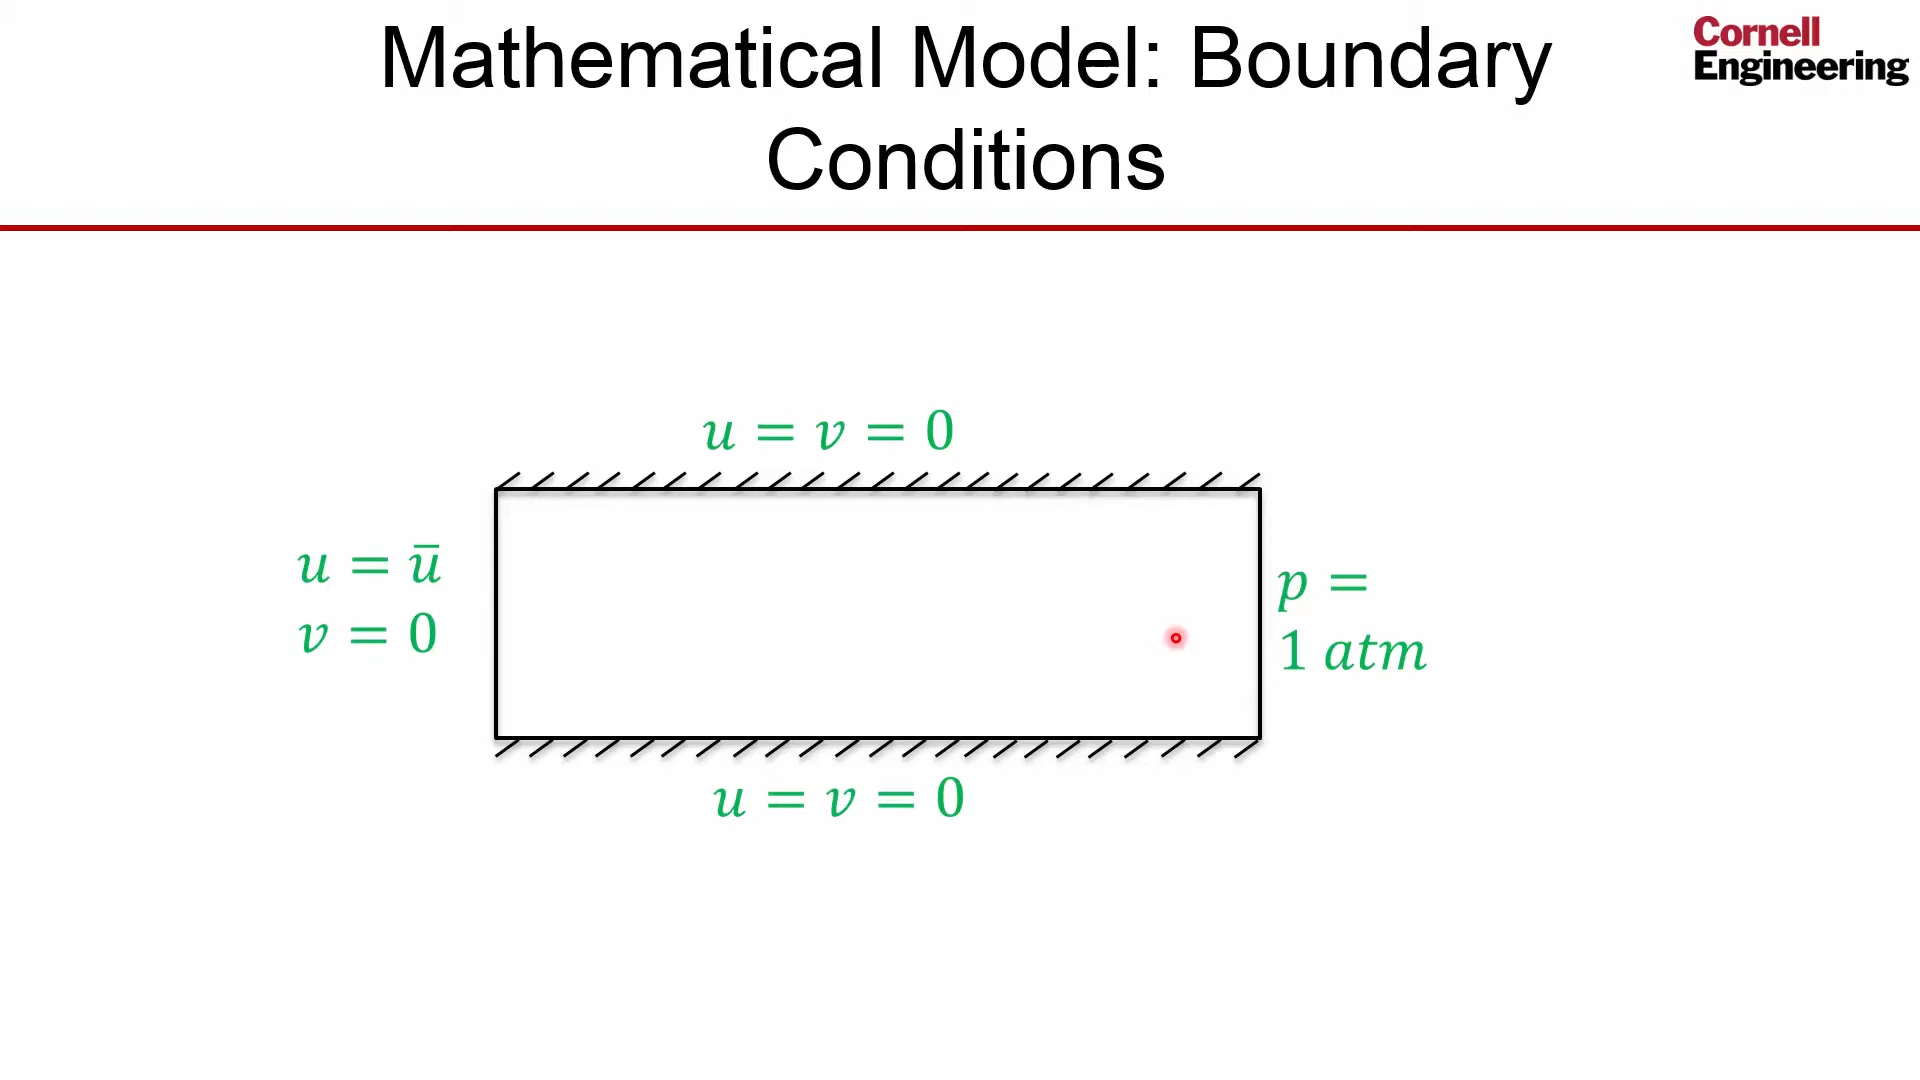 Mathematical Model: Boundary
Conditions
Cornell
Engineering
u = v = 0
u = ū
v = 0
p =
1 atm
u = v = 0